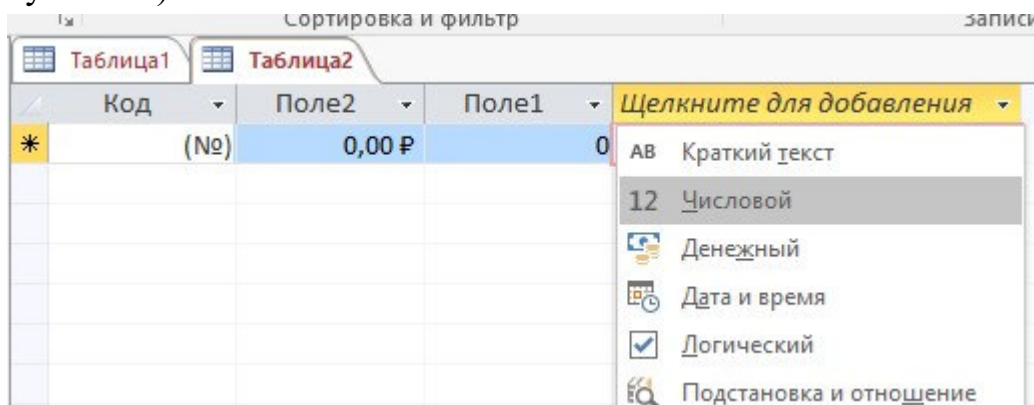 Сортировка и фильтр
Таблица1 Таблица2
Код Поле2 Поле1 Щелкните для добавления
(№) 0,00 ₽ 0 AB Краткий текст
12 Числовой
Денежный
Дата и время
Логический
Подстановка и отношение